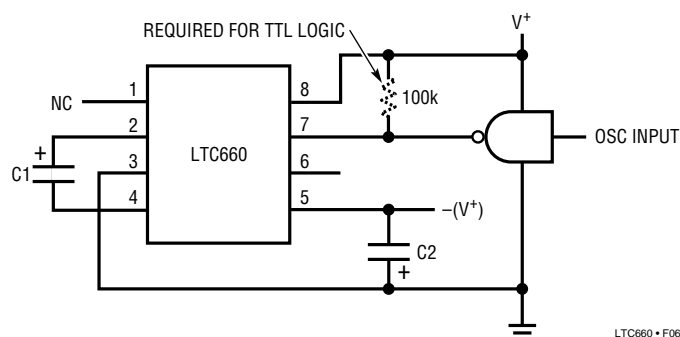 REQUIRED FOR TTL LOGIC
V+
NC
1
8
100k
2
7
OSC INPUT
+
LTC660
C1
3
6
4
5
–(V+)
C2
+
LTC660 • F06